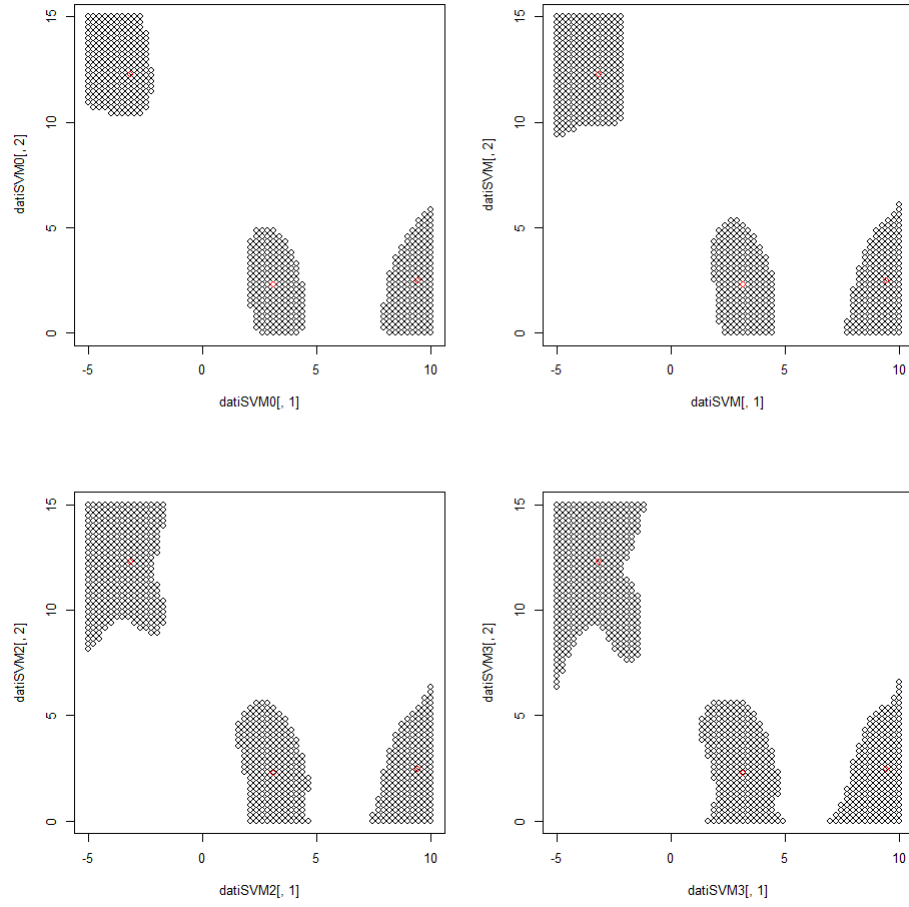 15
10
5
0
datiSVM0[, 2]
-5 0 5 10
datiSVM0[, 1]
15
10
5
0
datiSVM[, 2]
-5 0 5 10
datiSVM[, 1]
15
10
5
0
datiSVM2[, 2]
-5 0 5 10
datiSVM2[, 1]
15
10
5
0
datiSVM3[, 2]
-5 0 5 10
datiSVM3[, 1]